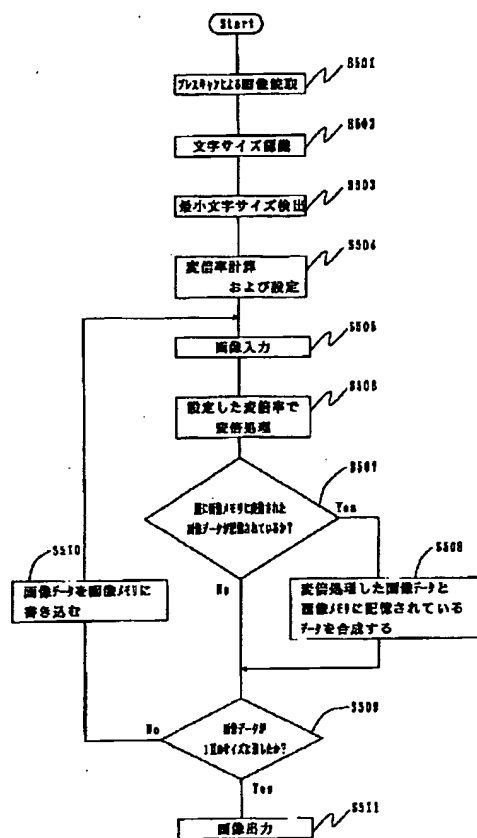 Start
S501
プレスキャンによる画像読取
S502
文字サイズ認識
S503
最小文字サイズ検出
S504
変倍率計算
および設定
S505
画像入力
S506
設定した変倍率で
変倍処理
S507
既に画像メモリに変倍された
画像データが記憶されているか?
Yes
S508
S510
No
変倍処理した画像データと
画像メモリに記憶されている
データを合成する
画像データを画像メモリに
書き込む
S509
No
画像データが
1頁のサイズに達したか?
Yes
S511
画像出力